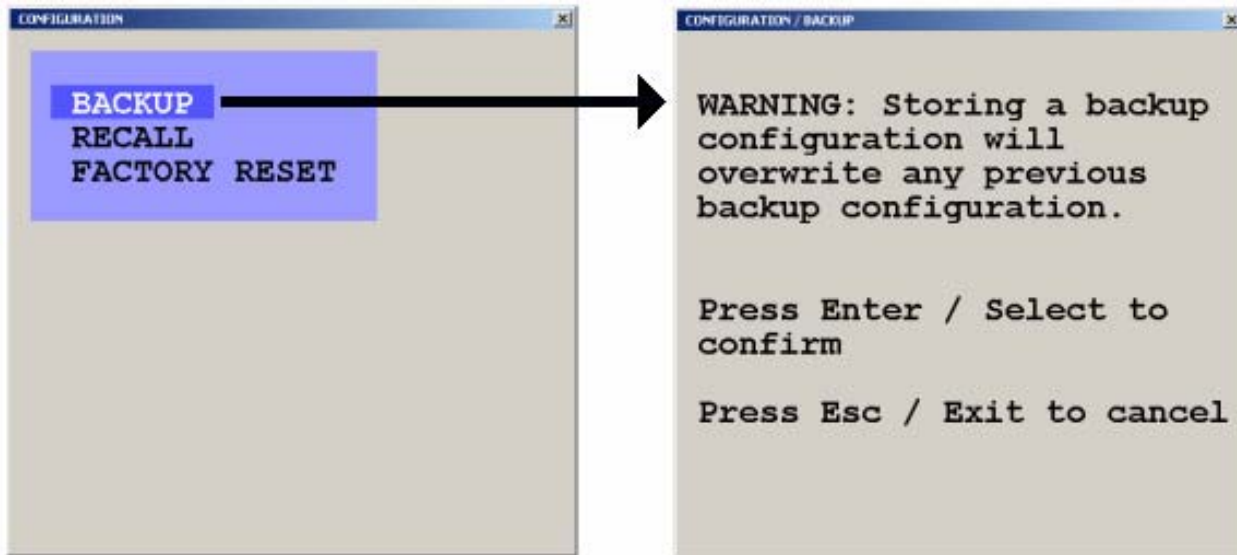 CONFIGURATION
BACKUP
RECALL
FACTORY RESET
CONFIGURATION / BACKUP
WARNING: Storing a backup
configuration will
overwrite any previous
backup configuration.
Press Enter / Select to
confirm
Press Esc / Exit to cancel